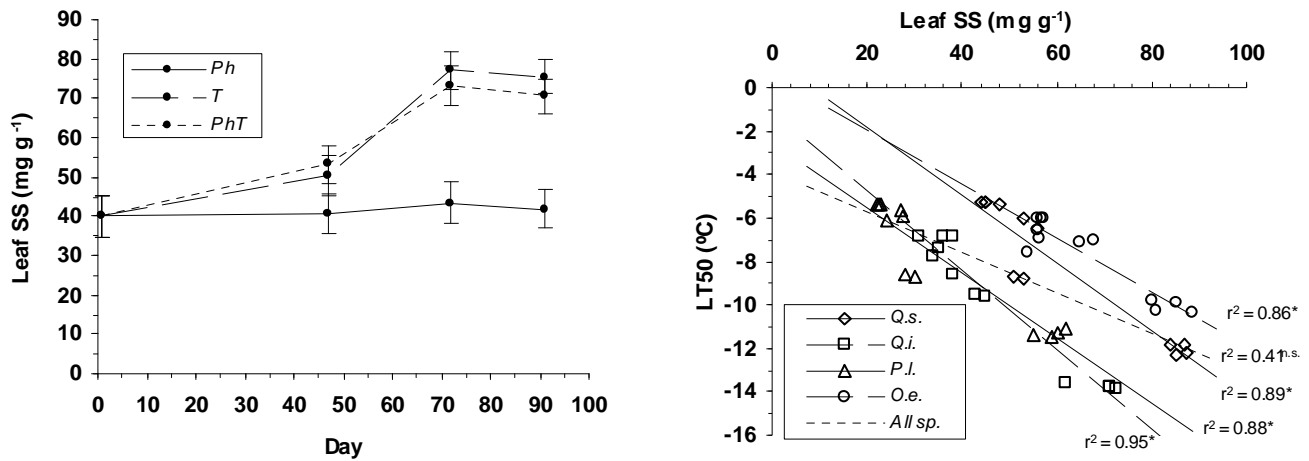 90
80
70
60
50
40
30
20
10
0
Leaf SS (mg g-1)
Ph
T
PhT
0 10 20 30 40 50 60 70 80 90 100
Day
Leaf SS (mg g-1)
0 20 40 60 80 100
0
-2
-4
-6
-8
-10
-12
-14
-16
LT50 (ºC)
Q.s.
Q.i.
P.l.
O.e.
All sp.
r2 = 0.86*
r2 = 0.41n.s.
r2 = 0.89*
r2 = 0.88*
r2 = 0.95*